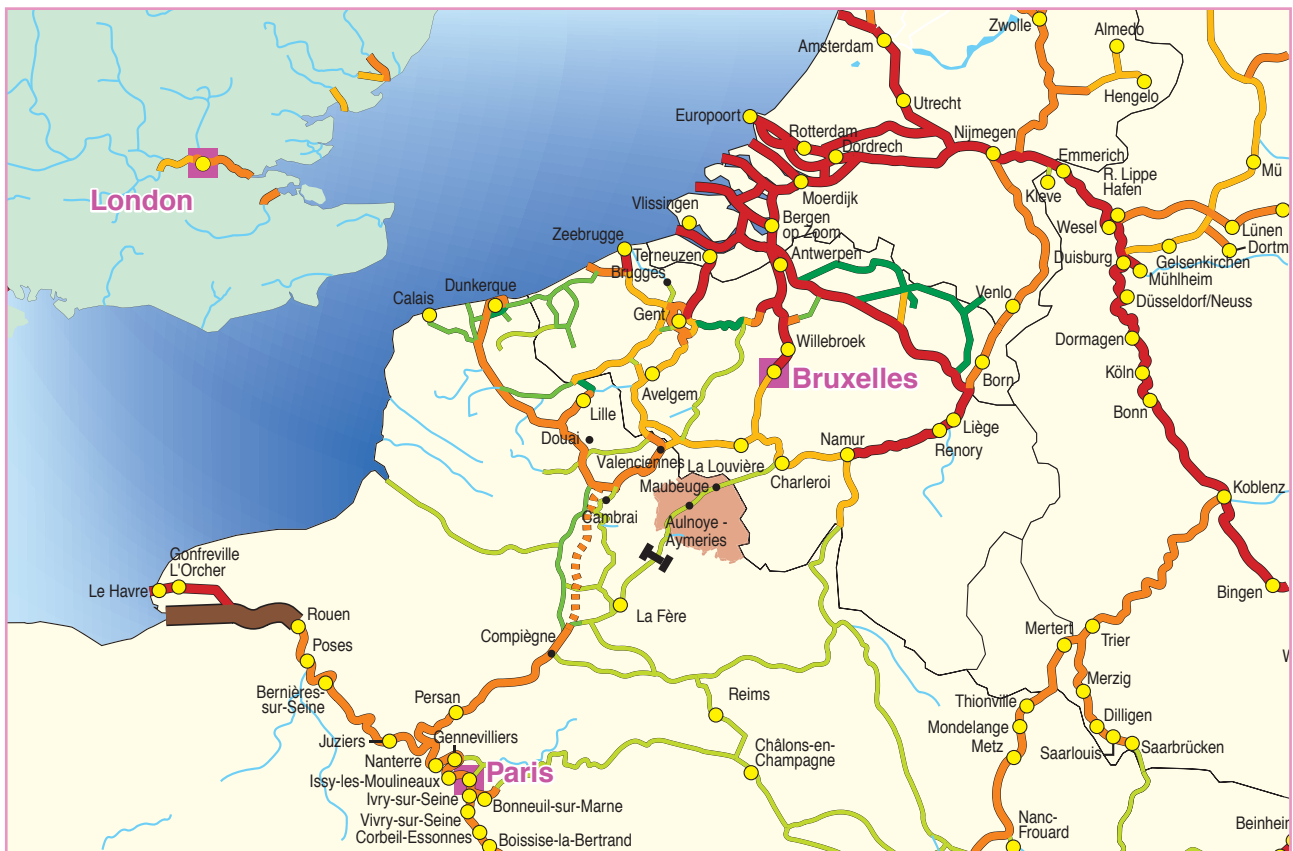 Zwolle
Almedo
Amsterdam
Hengelo
Utrecht
Europoort
Rotterdam
Dordrech
Nijmegen
Emmerich
R. Lippe
Hafen
Mü
London
Kleve
Moerdijk
Vlissingen
Bergen
op Zoom
Wesel
Lünen
Dortm
Zeebrugge
Terneuzen
Antwerpen
Duisburg
Gelsenkirchen
Mühlheim
Brugges
Dunkerque
Calais
Venlo
Düsseldorf/Neuss
Gent
Willebroek
Dormagen
Bruxelles
Born
Köln
Avelgem
Lille
Bonn
Douai
Liège
Namur
Renory
Valenciennes
La Louvière
Charleroi
Maubeuge
Koblenz
Cambrai
Aulnoye -
Aymeries
Gonfreville
L'Orcher
Le Havre
Bingen
Rouen
La Fère
Compiègne
Mertert
Trier
Poses
W
Bernières-
sur-Seine
Persan
Reims
Merzig
Thionville
Dilligen
Mondelange
Juziers
Gennevilliers
Metz
Saarlouis
Saarbrücken
Châlons-en-
Champagne
Nanterre
Paris
Issy-les-Moulineaux
Ivry-sur-Seine
Bonneuil-sur-Marne
Vivry-sur-Seine
Corbeil-Essonnes
Boissise-la-Bertrand
Nanc-
Frouard
Beinhein